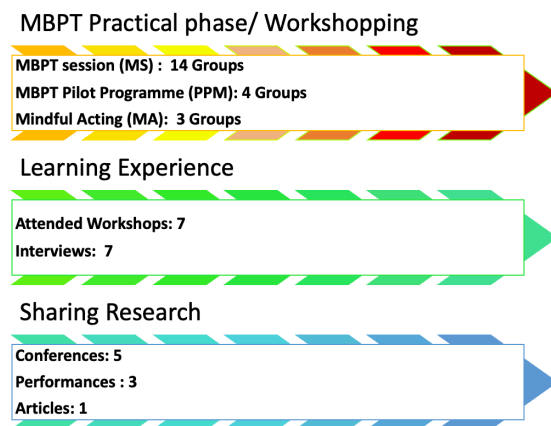 MBPT Practical phase/ Workshopping
MBPT session (MS) :  14 Groups
MBPT Pilot Programme (PPM): 4 Groups
Mindful Acting (MA):  3 Groups
Learning Experience
Attended Workshops: 7
Interviews:  7
Sharing Research
Conferences: 5
Performances : 3
Articles: 1